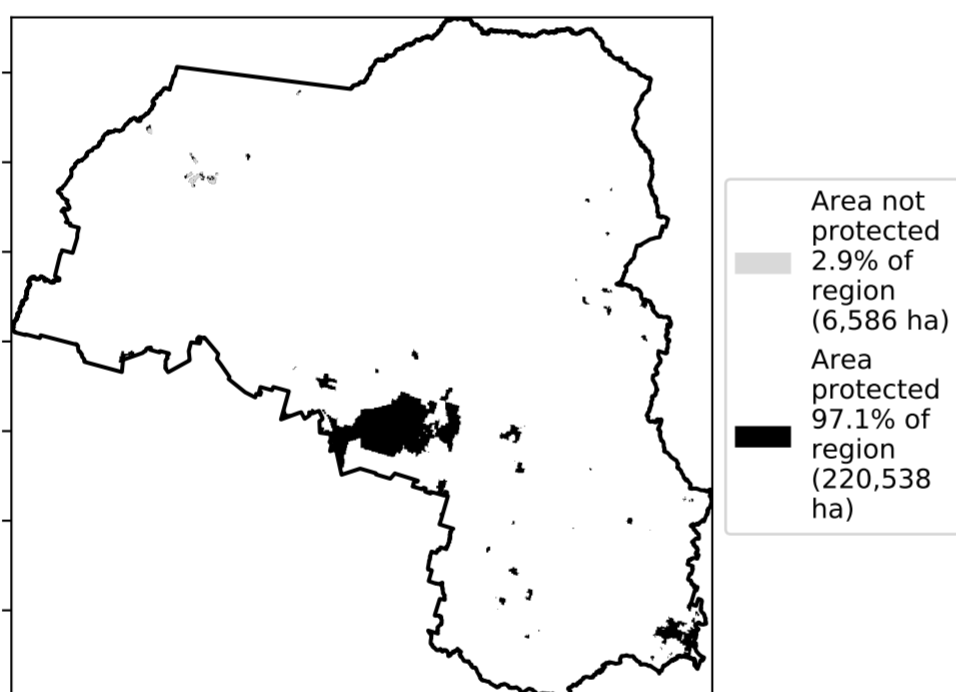 Area not
protected
2.9% of
region
(6,586 ha)
Area
protected
97.1% of
region
(220,538
ha)